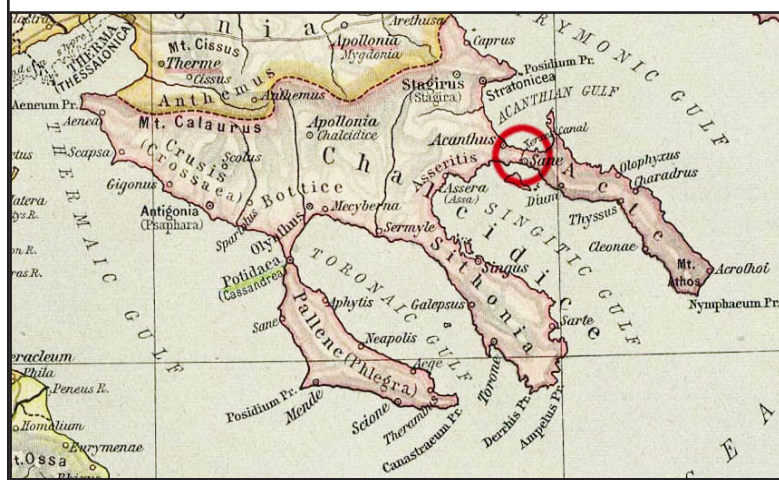 Arethusa
n i a
Mt. Cissus
Apollonia
Mygdonia
Caprus
STRYMONIC GULF
THERMA
(THESSALONICA)
Therme
Cissus
Posidium Pr.
Stagirus
(Stagira)
Stratonicea
Anthemus
Anthemus
ACANTHIAN GULF
Aeneum Pr.
Aenea
Mt. Calaurus
Apollonia
Chalcidice
Acanthus
Xerxes Canal
Sane
Scapsa
Crusis
(Crossaea)
Scolus
Chalcidice
Asseritis
Olophyxus
Charadrus
Acte
Gigonus
Bottice
Assera
(Assa)
Dium
Thyssus
Antigonia
(Psaphara)
Spartolus
Olynthus
Mecyberna
SINGITIC GULF
Cleonae
THERMAIC GULF
Sermyle
Sithonia
Mt.
Athos
Acrothoi
Nymphaeum Pr.
Potidaea
(Cassandrea)
TORONAIC GULF
Singus
Aphytis
Galepsus
Sane
Pallene (Phlegra)
Neapolis
Sarte
Aege
Torone
Posidium Pr.
Mende
Scione
Therambus
Canastraeum Pr.
Derrhis Pr.
Ampelus Pr.
Phila
Peneus R.
Homolium
Eurymenae
t.Ossa
SEA